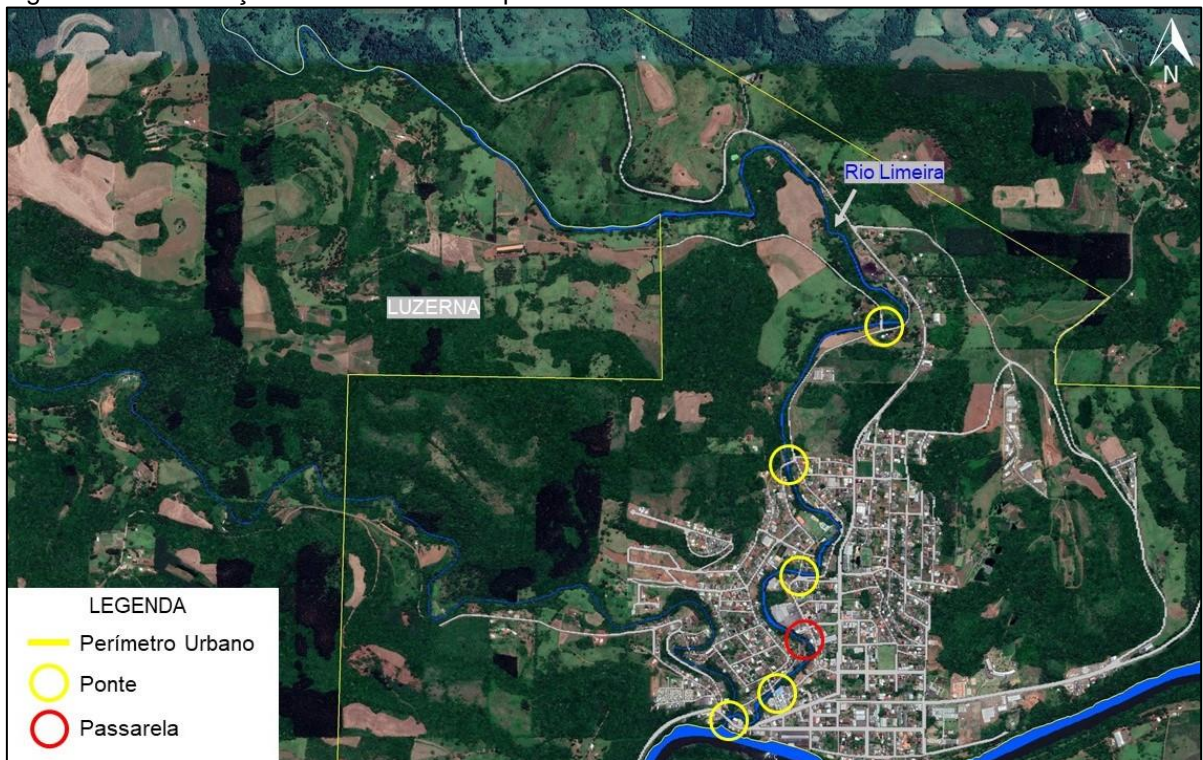 N
Rio Limeira
LUZERNA
LEGENDA
Perímetro Urbano
Ponte
Passarela